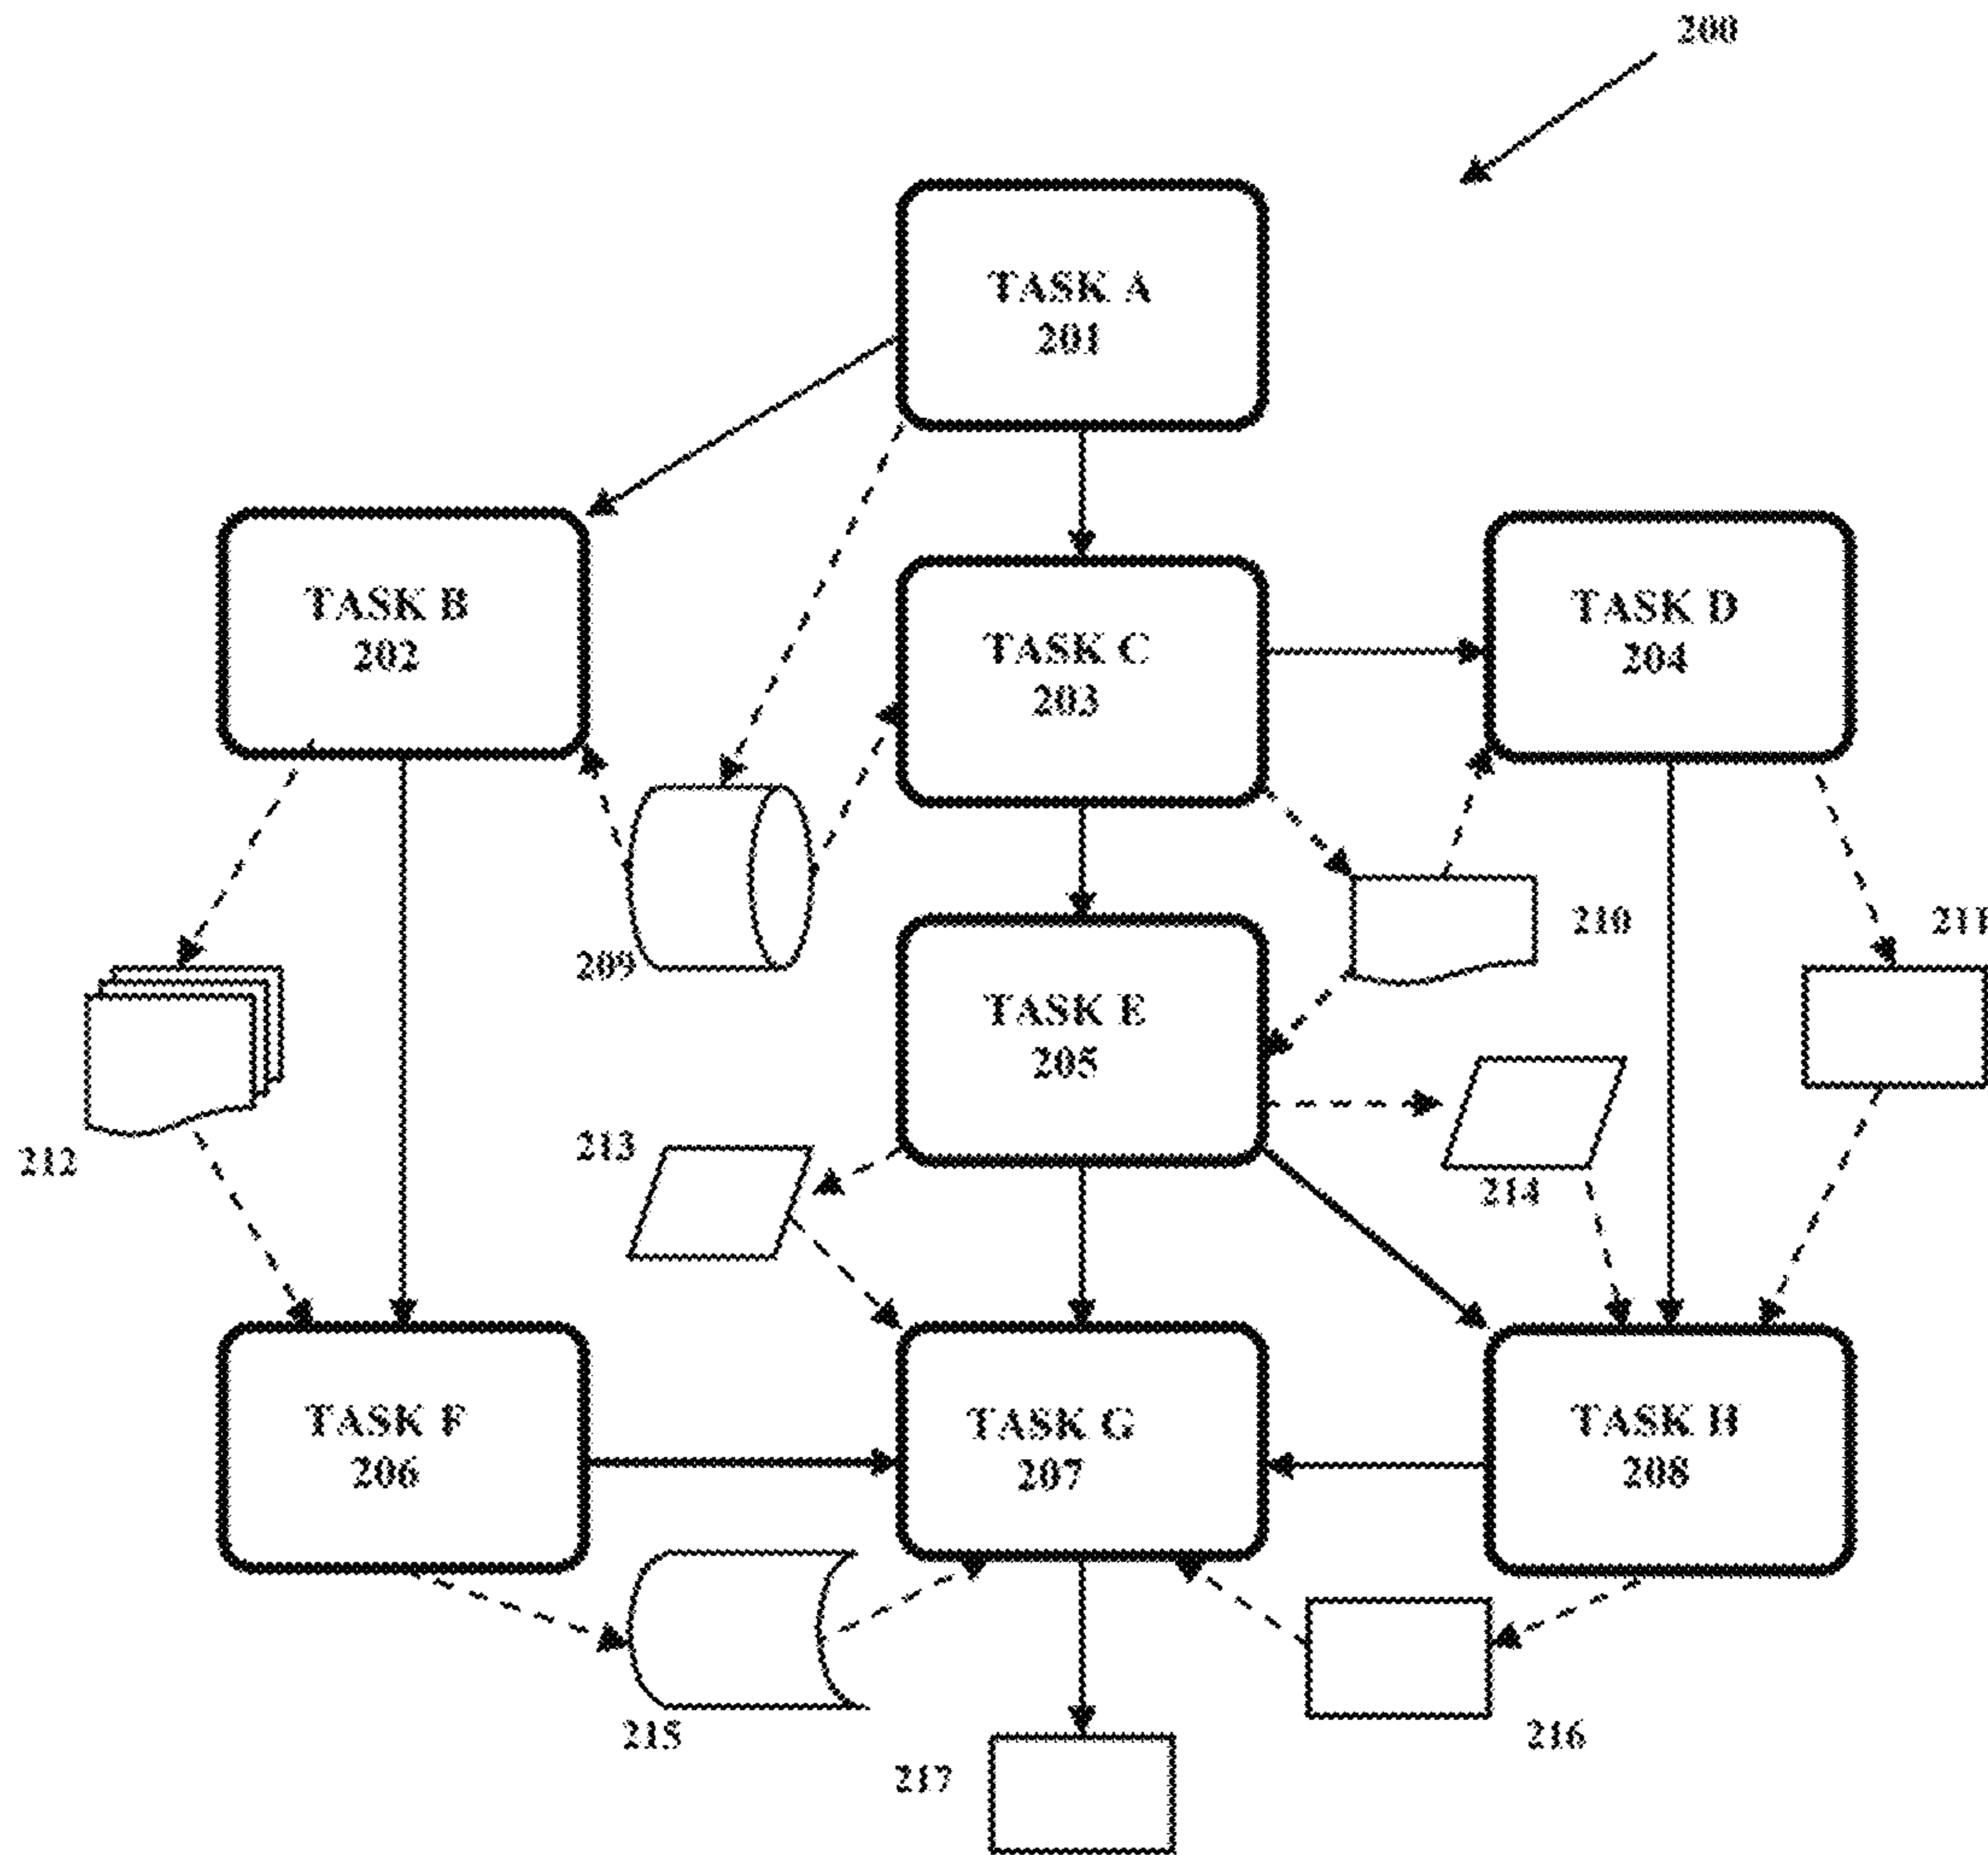 200
TASK A
201
TASK B
202
TASK C
203
TASK D
204
209
210
211
TASK E
205
212
213
214
TASK F
206
TASK G
207
TASK H
208
215
216
217